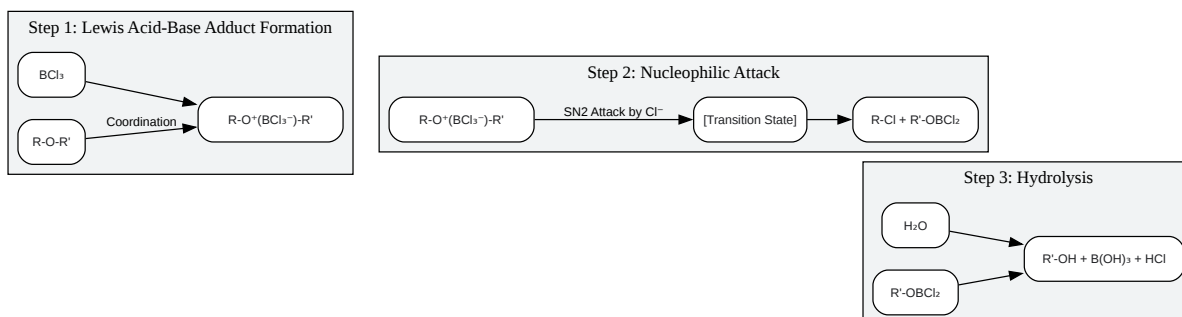 Step 1: Lewis Acid-Base Adduct Formation
BCl₃
R-O-R'
Coordination
R-O⁺(BCl₃⁻)-R'
Step 2: Nucleophilic Attack
R-O⁺(BCl₃⁻)-R'
SN2 Attack by Cl⁻
[Transition State]
R-Cl + R'-OBCl₂
Step 3: Hydrolysis
H₂O
R'-OBCl₂
R'-OH + B(OH)₃ + HCl